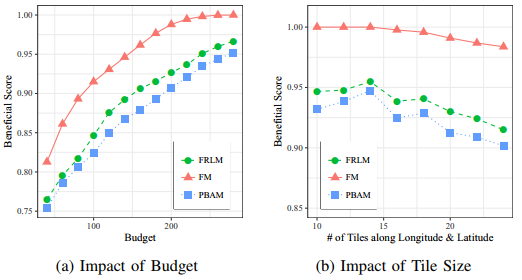 1.00
0.95
0.90
0.85
0.80
0.75
Beneficial Score
FRLM
FM
PBAM
100
200
Budget
(a) Impact of Budget
1.00
0.95
0.90
0.85
Benefitial Score
FRLM
FM
PBAM
10
15
20
# of Tiles along Longitude & Latitude
(b) Impact of Tile Size